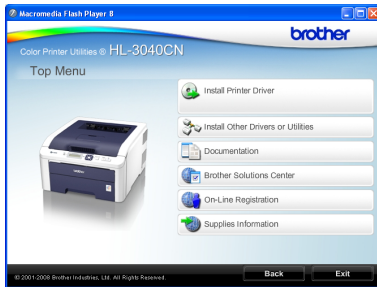 Macromedia Flash Player 8
brother
Color Printer Utilities ® HL-3040CN
Top Menu
Install Printer Driver
Install Other Drivers or Utilities
Documentation
Brother Solutions Center
On-Line Registration
Supplies Information
© 2001-2008 Brother Industries, Ltd. All Rights Reserved.
Back
Exit